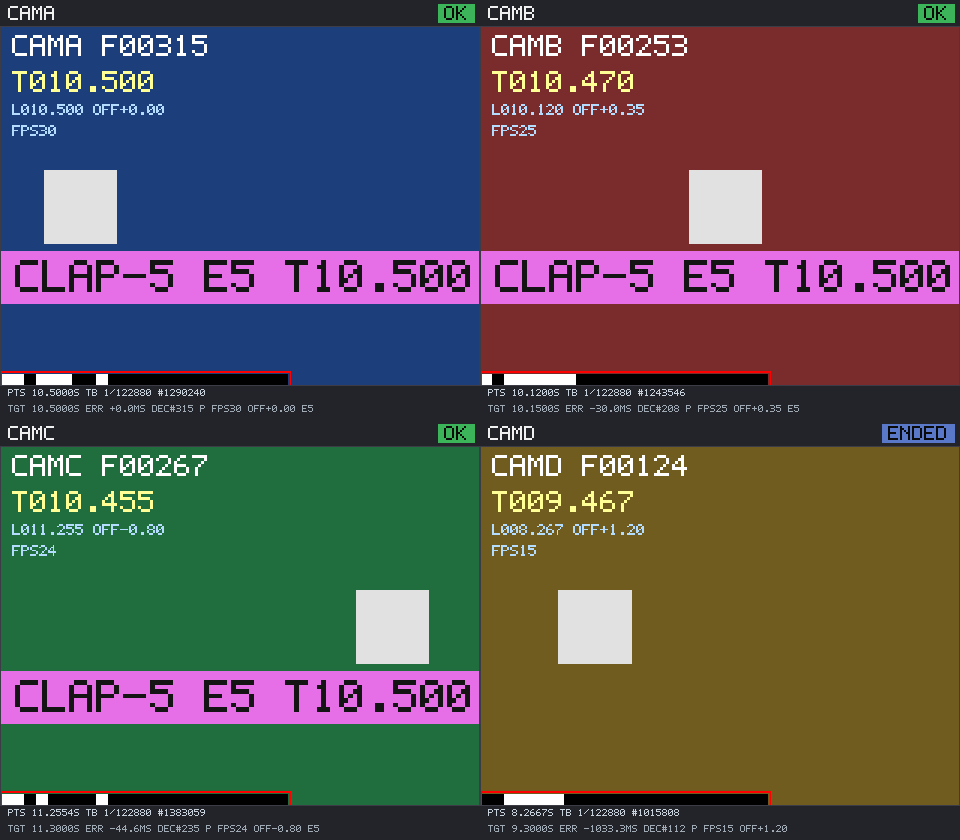 CAMA OK
CAMA F00315
T010.500
L010.500 OFF+0.00
FPS30
CLAP-5 E5 T10.500
PTS 10.5000S TB 1/122880 #1290240
TGT 10.5000S ERR +0.0MS DEC#315 P FPS30 OFF+0.00 E5
CAMB OK
CAMB F00253
T010.470
L010.120 OFF+0.35
FPS25
CLAP-5 E5 T10.500
PTS 10.1200S TB 1/122880 #1243546
TGT 10.1500S ERR -30.0MS DEC#208 P FPS25 OFF+0.35 E5
CAMC OK
CAMC F00267
T010.455
L011.255 OFF-0.80
FPS24
CLAP-5 E5 T10.500
PTS 11.2554S TB 1/122880 #1383059
TGT 11.3000S ERR -44.6MS DEC#235 P FPS24 OFF-0.80 E5
CAMD ENDED
CAMD F00124
T009.467
L008.267 OFF+1.20
FPS15
PTS 8.2667S TB 1/122880 #1015808
TGT 9.3000S ERR -1033.3MS DEC#112 P FPS15 OFF+1.20